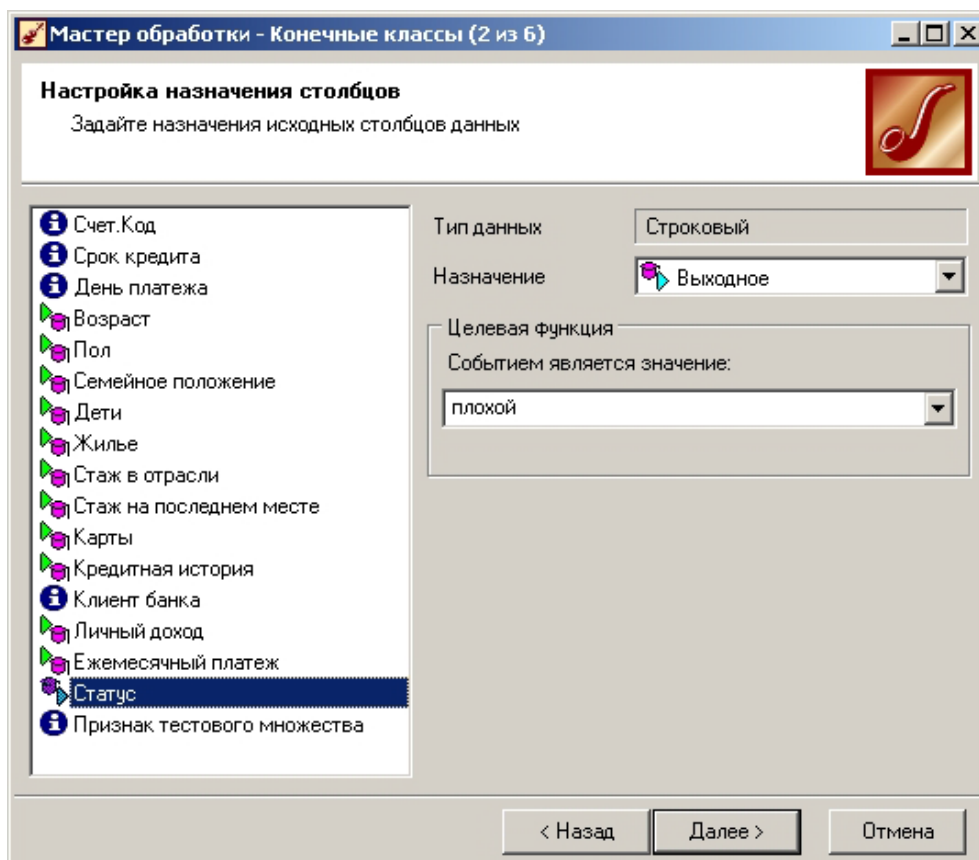 Мастер обработки - Конечные классы (2 из 6)
Настройка назначения столбцов
Задайте назначения исходных столбцов данных
Счет.Код
Срок кредита
День платежа
Возраст
Пол
Семейное положение
Дети
Жилье
Стаж в отрасли
Стаж на последнем месте
Карты
Кредитная история
Клиент банка
Личный доход
Ежемесячный платеж
Статус
Признак тестового множества
Тип данных Строковый
Назначение Выходное
Целевая функция
Событием является значение:
плохой
< Назад Далее > Отмена